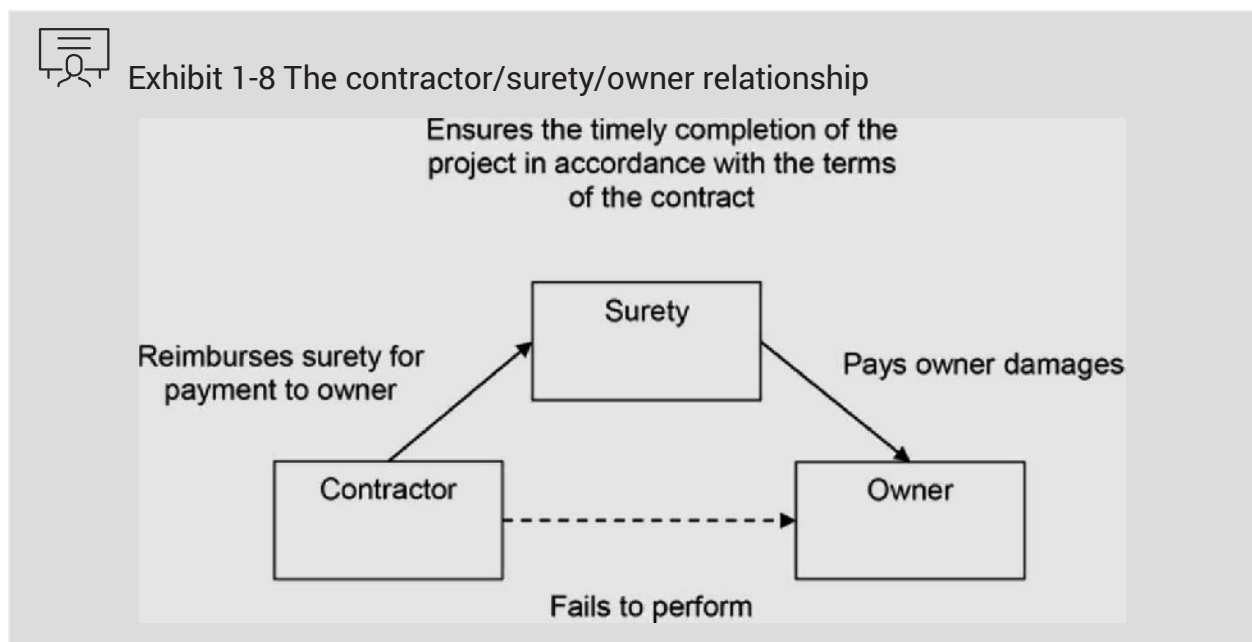 Exhibit 1-8 The contractor/surety/owner relationship
Ensures the timely completion of the
project in accordance with the terms
of the contract
Surety
Reimburses surety for
payment to owner
Pays owner damages
Contractor
Owner
Fails to perform